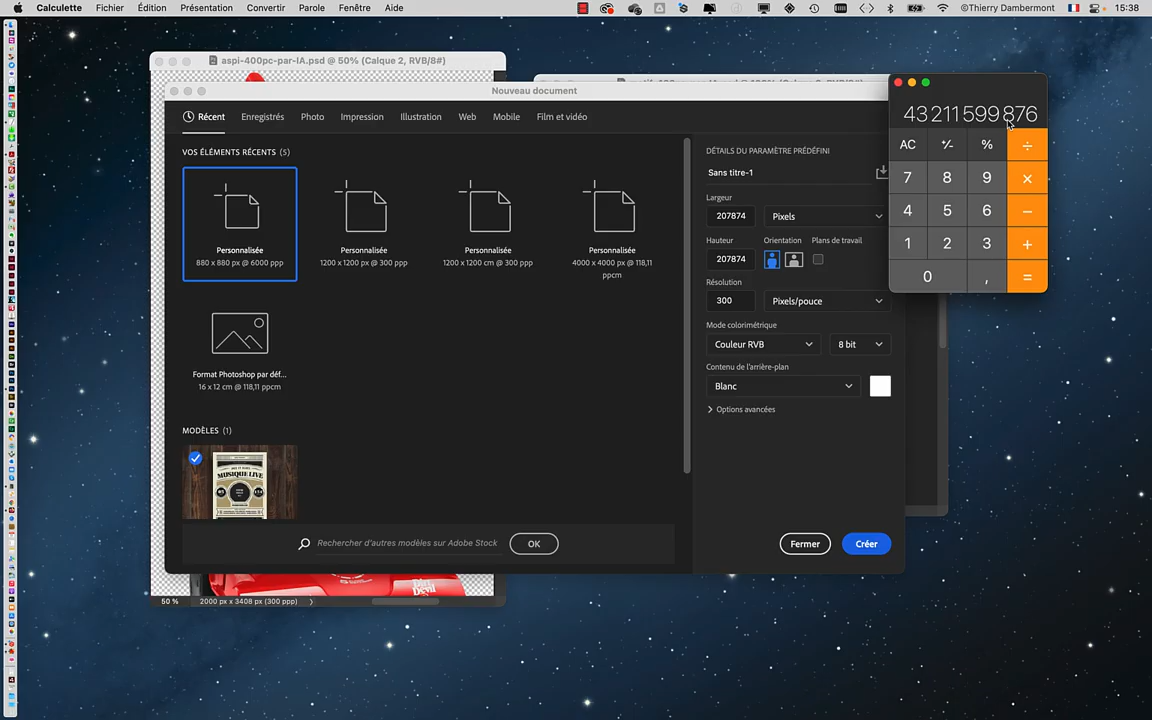 Calculette Fichier Édition Présentation Convertir Parole Fenêtre Aide ©Thierry Dambermont 15:38
aspi-400pc-par-IA.psd @ 50% (Calque 2, RVB/8#)
Nouveau document
43 211 599 876
AC +⁄- % ÷
7 8 9 ×
4 5 6 −
1 2 3 +
0 , =
Récent Enregistrés Photo Impression Illustration Web Mobile Film et vidéo
VOS ÉLÉMENTS RÉCENTS (5)
Personnalisée
880 x 880 px @ 6000 ppp
Personnalisée
1200 x 1200 px @ 300 ppp
Personnalisée
1200 x 1200 cm @ 300 ppp
Personnalisée
4000 x 4000 px @ 118,11
ppcm
Format Photoshop par déf...
16 x 12 cm @ 118,11 ppcm
MODÈLES (1)
MUSIQUE LIVE
Rechercher d'autres modèles sur Adobe Stock
OK
DÉTAILS DU PARAMÈTRE PRÉDÉFINI
Sans titre-1
Largeur
207874 Pixels
Hauteur Orientation Plans de travail
207874
Résolution
300 Pixels/pouce
Mode colorimétrique
Couleur RVB 8 bit
Contenu de l'arrière-plan
Blanc
Options avancées
Fermer Créer
Dirt
Devil
50 % 2000 px x 3408 px (300 ppp)